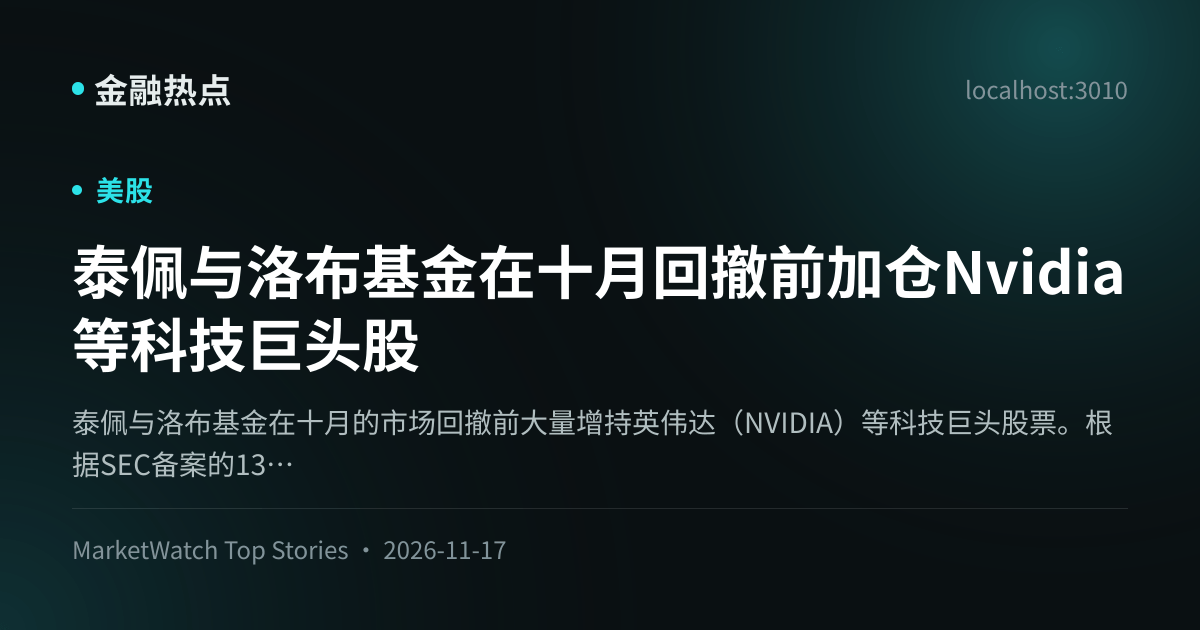 金融热点
localhost:3010
美股
泰佩与洛布基金在十月回撤前加仓Nvidia
等科技巨头股
泰佩与洛布基金在十月的市场回撤前大量增持英伟达（NVIDIA）等科技巨头股票。根
据SEC备案的13…
MarketWatch Top Stories · 2026-11-17